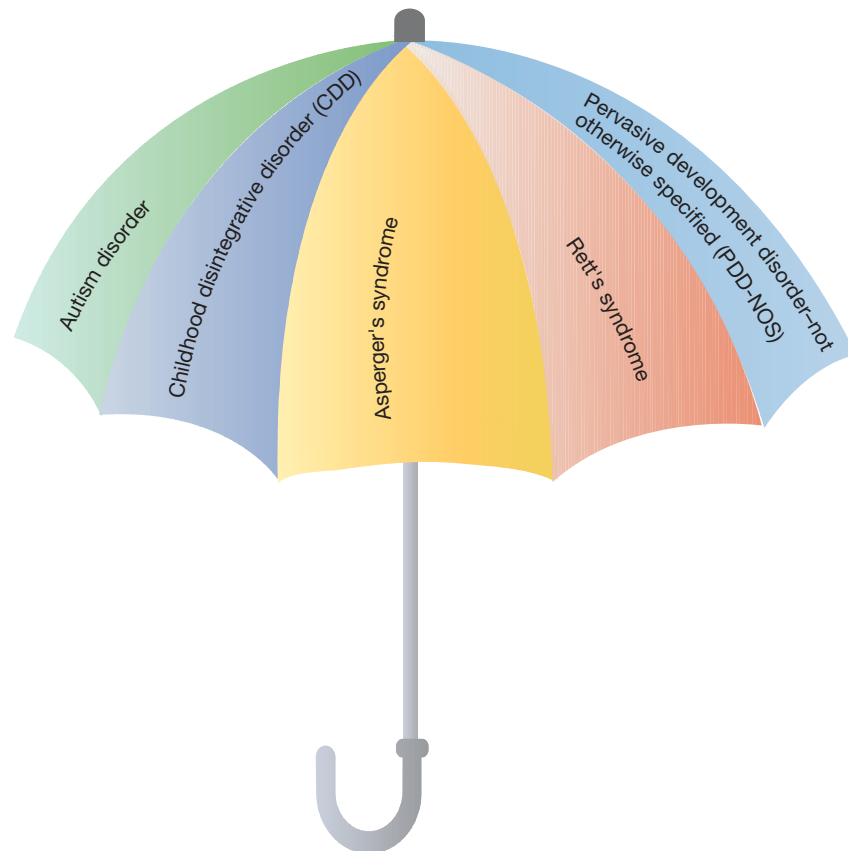 Autism disorder
Childhood disintegrative disorder (CDD)
Asperger's syndrome
Rett's syndrome
Pervasive development disorder–not
otherwise specified (PDD-NOS)